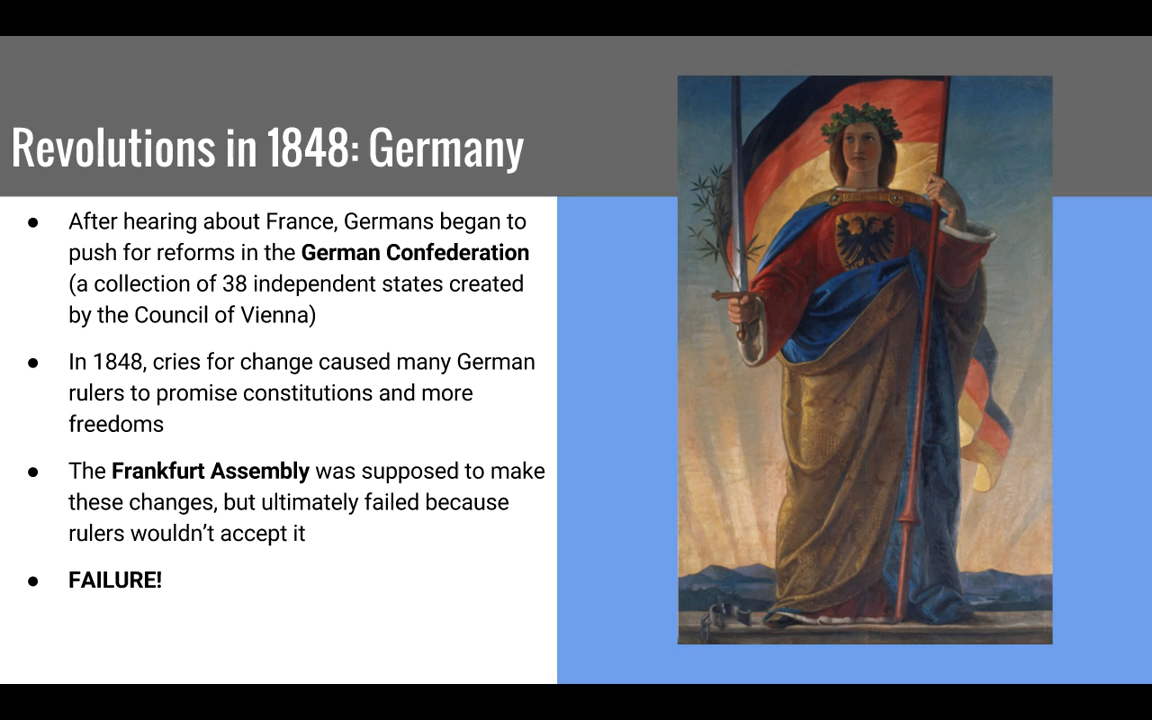 Revolutions in 1848: Germany
● After hearing about France, Germans began to
push for reforms in the German Confederation
(a collection of 38 independent states created
by the Council of Vienna)
● In 1848, cries for change caused many German
rulers to promise constitutions and more
freedoms
● The Frankfurt Assembly was supposed to make
these changes, but ultimately failed because
rulers wouldn’t accept it
● FAILURE!